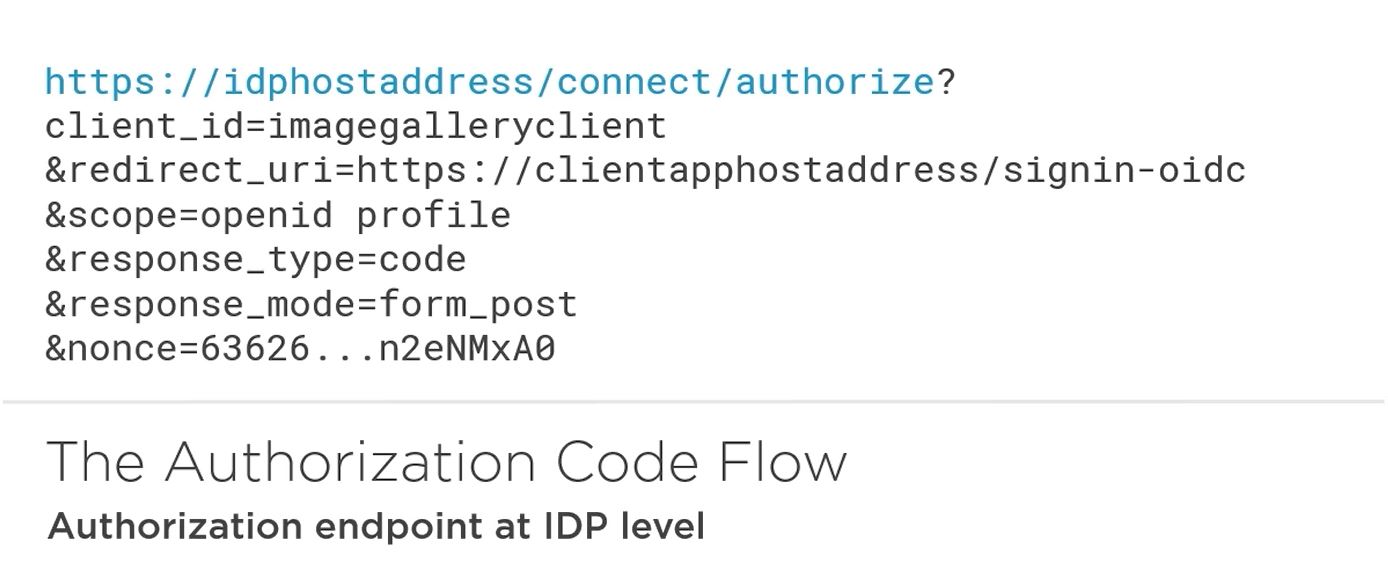 https://idphostaddress/connect/authorize?
client_id=imagegalleryclient
&redirect_uri=https://clientapphostaddress/signin-oidc
&scope=openid profile
&response_type=code
&response_mode=form_post
&nonce=63626...n2eNMxA0
The Authorization Code Flow
Authorization endpoint at IDP level